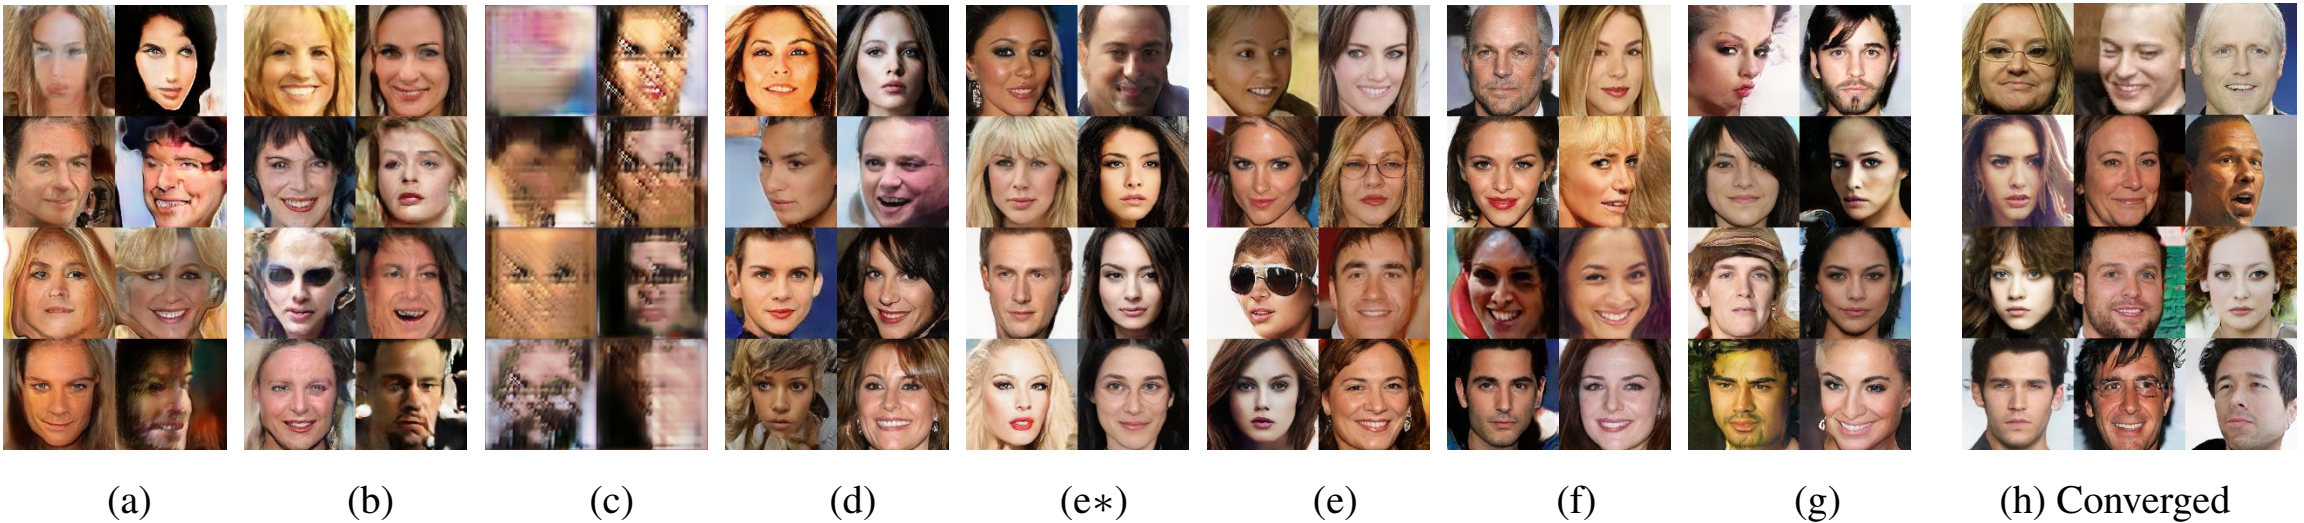 (a) (b) (c) (d) (e∗) (e) (f) (g) (h) Converged